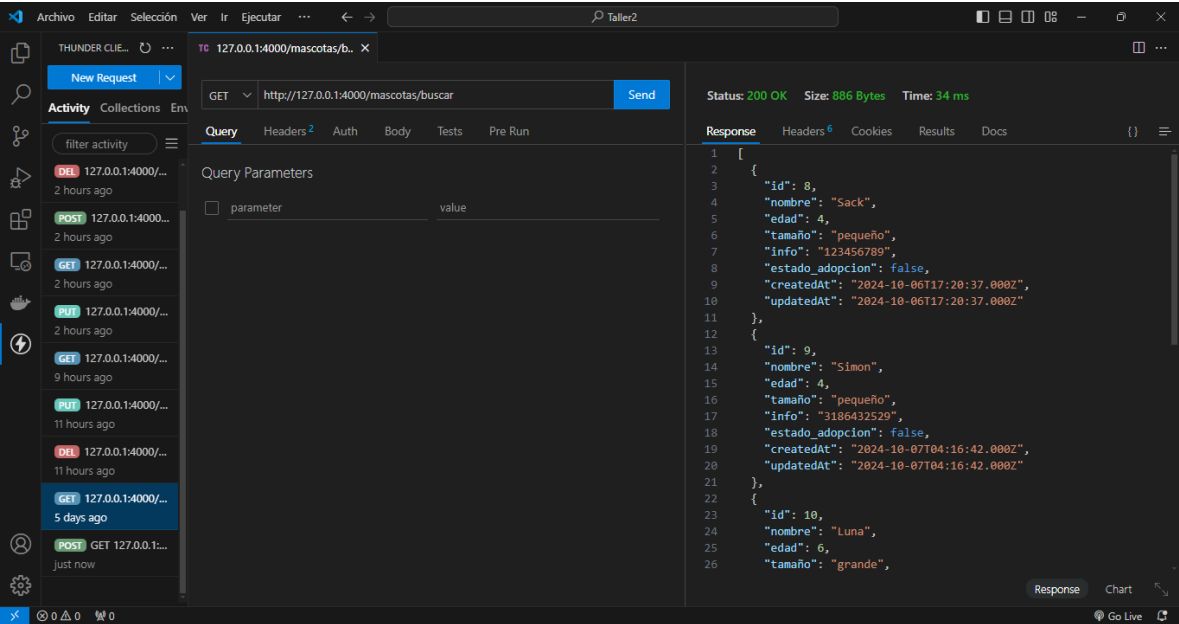 Archivo Editar Selección Ver Ir Ejecutar ··· Taller2
THUNDER CLIE... ···
TC 127.0.0.1:4000/mascotas/b..
New Request
Activity Collections Env
filter activity
DEL 127.0.0.1:4000/...
2 hours ago
POST 127.0.0.1:4000...
2 hours ago
GET 127.0.0.1:4000/...
2 hours ago
PUT 127.0.0.1:4000/...
2 hours ago
GET 127.0.0.1:4000/...
9 hours ago
PUT 127.0.0.1:4000/...
11 hours ago
DEL 127.0.0.1:4000/...
11 hours ago
GET 127.0.0.1:4000/...
5 days ago
POST GET 127.0.0.1:...
just now
GET http://127.0.0.1:4000/mascotas/buscar Send
Query Headers 2 Auth Body Tests Pre Run
Query Parameters
parameter value
Status: 200 OK Size: 886 Bytes Time: 34 ms
Response Headers 6 Cookies Results Docs {}
1 [
2 {
3 "id": 8,
4 "nombre": "Sack",
5 "edad": 4,
6 "tamaño": "pequeño",
7 "info": "123456789",
8 "estado_adopcion": false,
9 "createdAt": "2024-10-06T17:20:37.000Z",
10 "updatedAt": "2024-10-06T17:20:37.000Z"
11 },
12 {
13 "id": 9,
14 "nombre": "Simon",
15 "edad": 4,
16 "tamaño": "pequeño",
17 "info": "3186432529",
18 "estado_adopcion": false,
19 "createdAt": "2024-10-07T04:16:42.000Z",
20 "updatedAt": "2024-10-07T04:16:42.000Z"
21 },
22 {
23 "id": 10,
24 "nombre": "Luna",
25 "edad": 6,
26 "tamaño": "grande",
Response Chart
0 0 0 Go Live